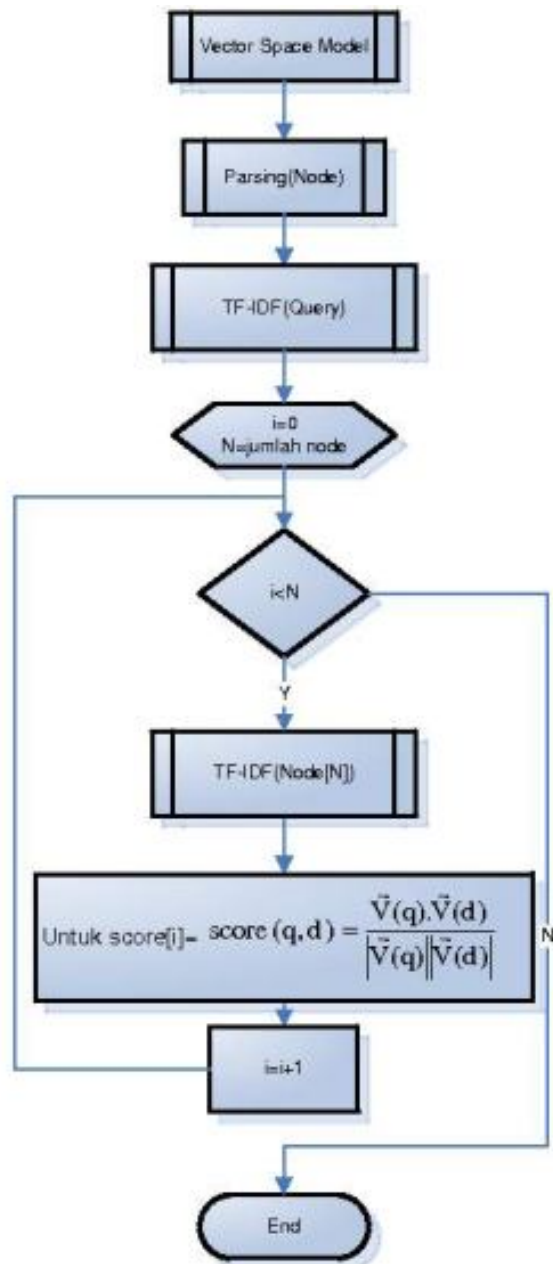 Vector Space Model
Parsing(Node)
TF-IDF(Query)
i=0
N=jumlah node
i<N
Y
TF-IDF(Node[N])
Untuk score[i]= score (q,d) = V⃗(q).V⃗(d) / |V⃗(q)||V⃗(d)|
N
i=i+1
End